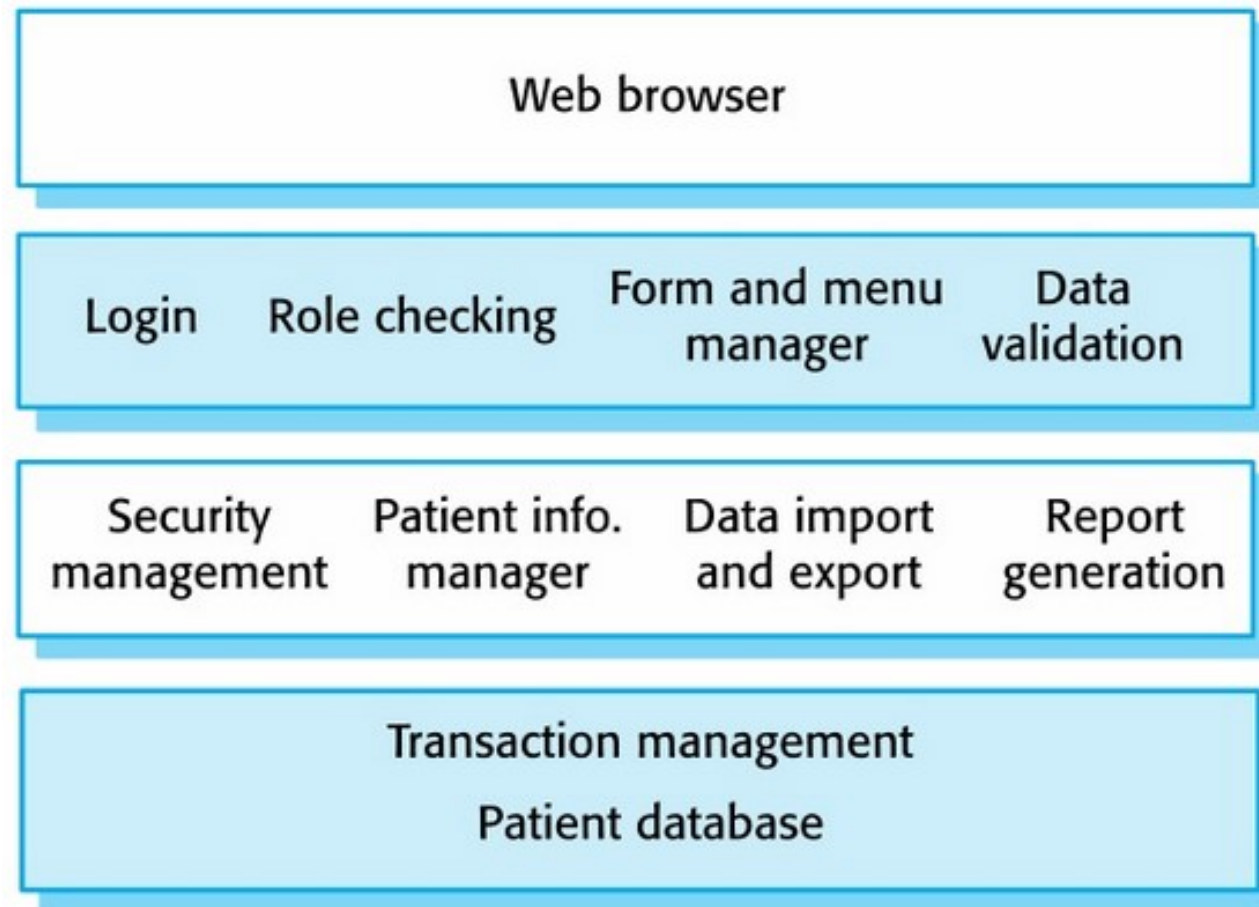 Web browser
Login Role checking Form and menu manager Data validation
Security management Patient info. manager Data import and export Report generation
Transaction management
Patient database